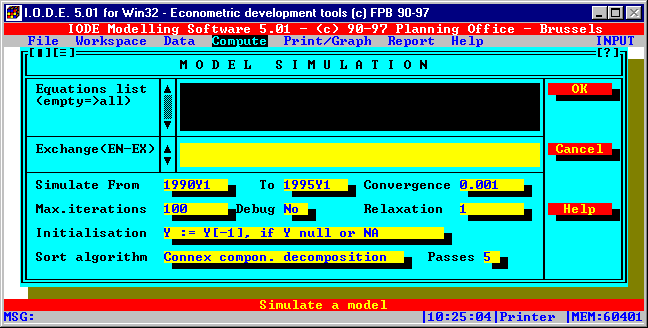 I.O.D.E. 5.01 for Win32 - Econometric development tools (c) FPB 90-97
IODE Modelling Software 5.01 - (c) 90-97 Planning Office - Brussels
File Workspace Data Compute Print/Graph Report Help INPUT
[▮][≡] [?]
MODEL SIMULATION
Equations list
(empty=>all)
OK
Exchange(EN-EX)
Cancel
Simulate From 1990Y1 To 1995Y1 Convergence 0.001
Max.iterations 100 Debug No Relaxation 1
Help
Initialisation Y := Y[-1], if Y null or NA
Sort algorithm Connex compon. decomposition Passes 5
Simulate a model
MSG: |10:25:04|Printer |MEM:60401